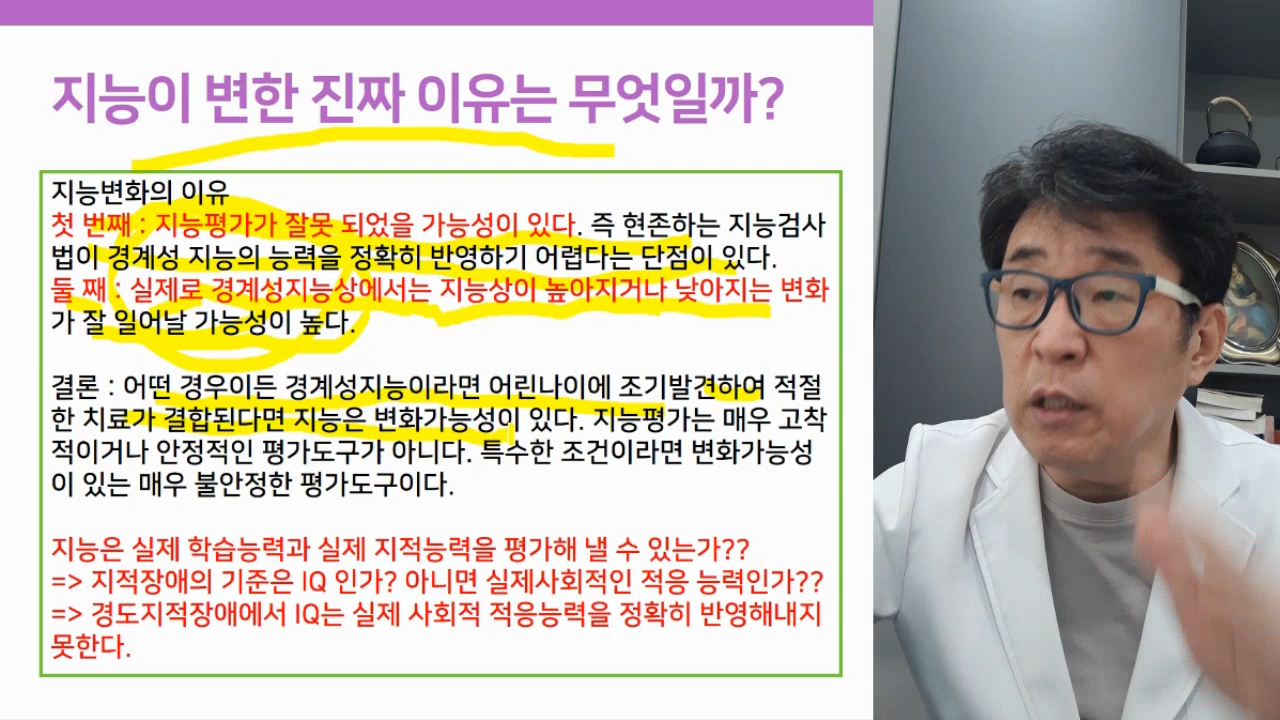 지능이 변한 진짜 이유는 무엇일까?
지능변화의 이유
첫 번째 : 지능평가가 잘못 되었을 가능성이 있다. 즉 현존하는 지능검사
법이 경계성 지능의 능력을 정확히 반영하기 어렵다는 단점이 있다.
둘 째 : 실제로 경계성지능상에서는 지능상이 높아지거나 낮아지는 변화
가 잘 일어날 가능성이 높다.
결론 : 어떤 경우이든 경계성지능이라면 어린나이에 조기발견하여 적절
한 치료가 결합된다면 지능은 변화가능성이 있다. 지능평가는 매우 고착
적이거나 안정적인 평가도구가 아니다. 특수한 조건이라면 변화가능성
이 있는 매우 불안정한 평가도구이다.
지능은 실제 학습능력과 실제 지적능력을 평가해 낼 수 있는가??
=> 지적장애의 기준은 IQ 인가? 아니면 실제사회적인 적응 능력인가??
=> 경도지적장애에서 IQ는 실제 사회적 적응능력을 정확히 반영해내지
못한다.